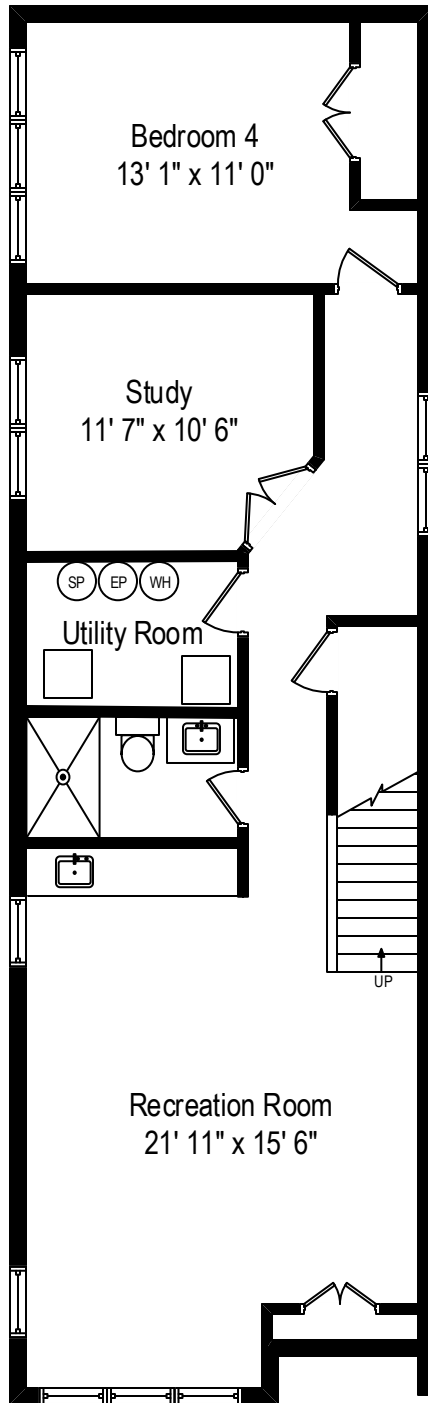 Bedroom 4
13' 1" x 11' 0"
Study
11' 7" x 10' 6"
SP EP WH
Utility Room
UP
Recreation Room
21' 11" x 15' 6"